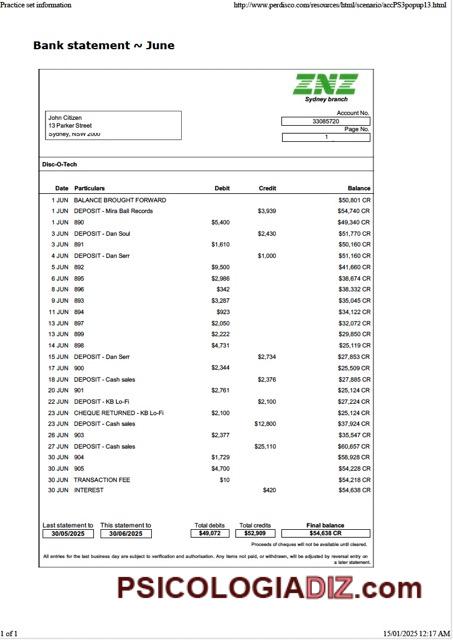 Practice set information http://www.perdisco.com/resources/html/scenario/accPS3popup13.html
Bank statement ~ June
ZNZ
Sydney branch
John Citizen
13 Parker Street
Sydney, NSW 2000
Account No.
33085720
Page No.
1
Disc-O-Tech
Date Particulars Debit Credit Balance
1 JUN BALANCE BROUGHT FORWARD $50,801 CR
1 JUN DEPOSIT - Mira Ball Records $3,939 $54,740 CR
1 JUN 890 $5,400 $49,340 CR
3 JUN DEPOSIT - Dan Soul $2,430 $51,770 CR
3 JUN 891 $1,610 $50,160 CR
4 JUN DEPOSIT - Dan Serr $1,000 $51,160 CR
5 JUN 892 $9,500 $41,660 CR
6 JUN 895 $2,986 $38,674 CR
8 JUN 896 $342 $38,332 CR
9 JUN 893 $3,287 $35,045 CR
11 JUN 894 $923 $34,122 CR
13 JUN 897 $2,050 $32,072 CR
13 JUN 899 $2,222 $29,850 CR
14 JUN 898 $4,731 $25,119 CR
15 JUN DEPOSIT - Dan Serr $2,734 $27,853 CR
17 JUN 900 $2,344 $25,509 CR
18 JUN DEPOSIT - Cash sales $2,376 $27,885 CR
20 JUN 901 $2,761 $25,124 CR
22 JUN DEPOSIT - KB Lo-Fi $2,100 $27,224 CR
23 JUN CHEQUE RETURNED - KB Lo-Fi $2,100 $25,124 CR
23 JUN DEPOSIT - Cash sales $12,800 $37,924 CR
26 JUN 903 $2,377 $35,547 CR
27 JUN DEPOSIT - Cash sales $25,110 $60,657 CR
30 JUN 904 $1,729 $58,928 CR
30 JUN 905 $4,700 $54,228 CR
30 JUN TRANSACTION FEE $10 $54,218 CR
30 JUN INTEREST $420 $54,638 CR
Last statement to This statement to Total debits Total credits Final balance
30/05/2025 30/06/2025 $49,072 $52,909 $54,638 CR
Proceeds of cheques will not be available until cleared.
All entries for the last business day are subject to verification and authorisation. Any items not paid, or withdrawn, will be adjusted by reversal entry on
a later statement.
PSICOLOGIADIZ.com
1 of 1 15/01/2025 12:17 AM